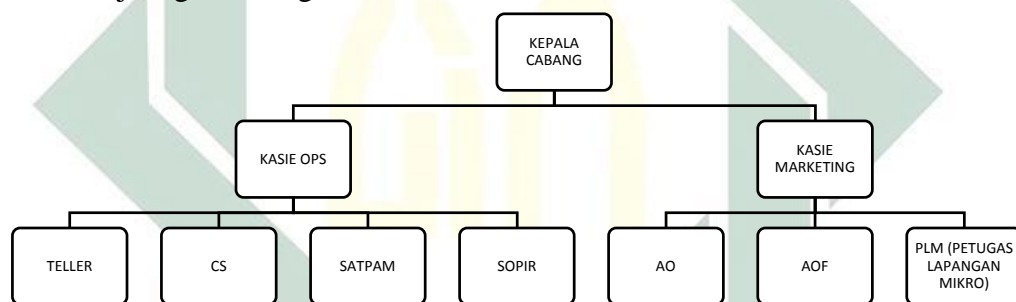 KEPALA
CABANG
KASIE OPS
KASIE
MARKETING
TELLER
CS
SATPAM
SOPIR
AO
AOF
PLM (PETUGAS
LAPANGAN
MIKRO)